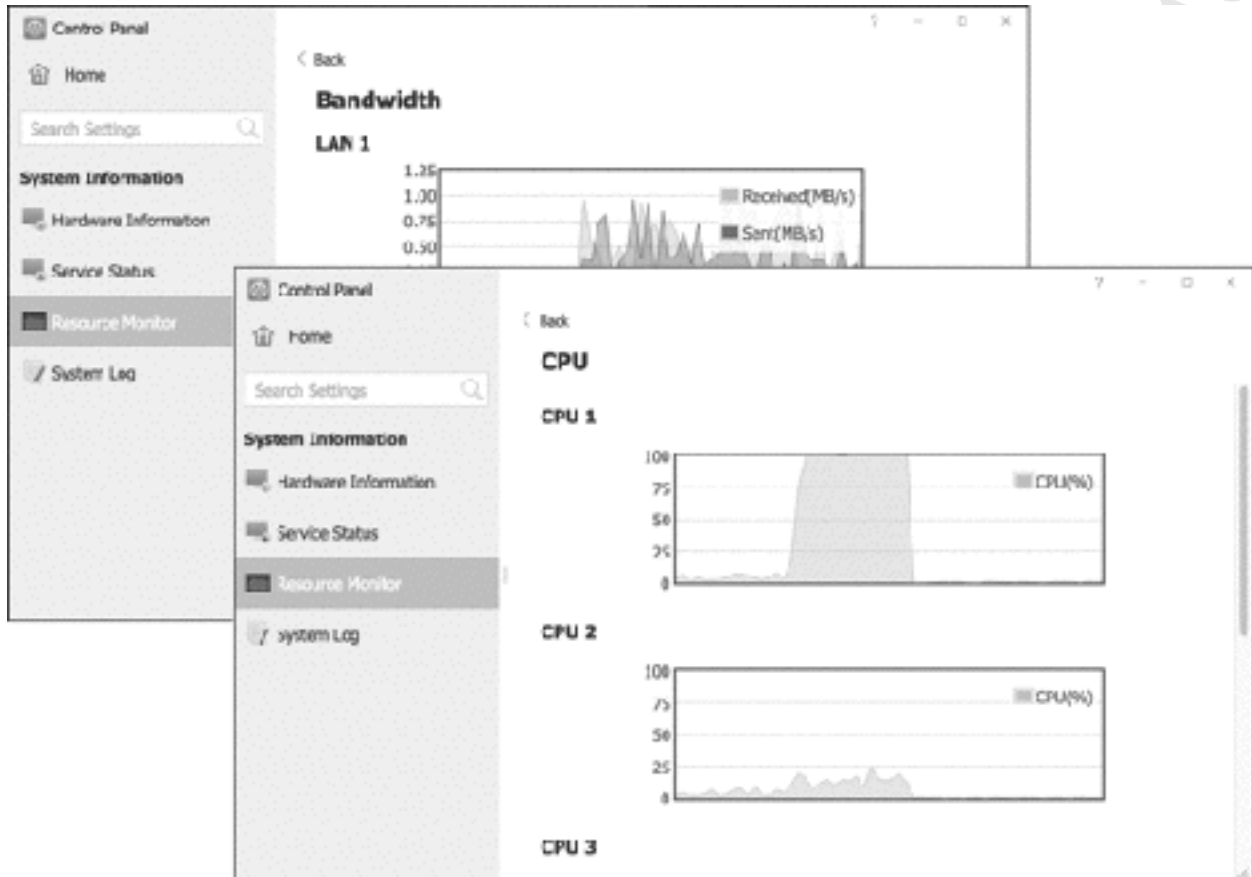 Control Panel
? – □ ×
Home
< Back
Search Settings
Bandwidth
LAN 1
System Information
1.25
1.00
0.75
0.50
Received(MB/s)
Sent(MB/s)
Hardware Information
Service Status
Resource Monitor
System Log
Control Panel
? – □ ×
Home
< Back
Search Settings
CPU
CPU 1
System Information
Hardware Information
Service Status
Resource Monitor
System Log
100
75
50
25
0
CPU(%)
CPU 2
100
75
50
25
0
CPU(%)
CPU 3